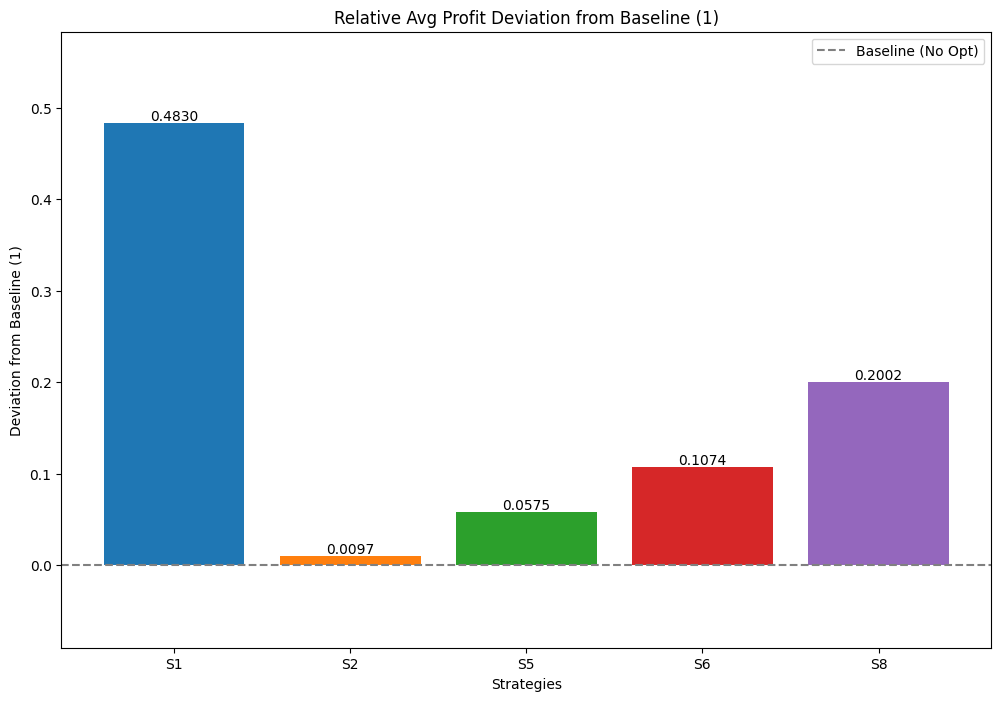 Relative Avg Profit Deviation from Baseline (1)
Baseline (No Opt)
Deviation from Baseline (1)
0.5
0.4
0.3
0.2
0.1
0.0
0.4830
0.0097
0.0575
0.1074
0.2002
S1
S2
S5
S6
S8
Strategies